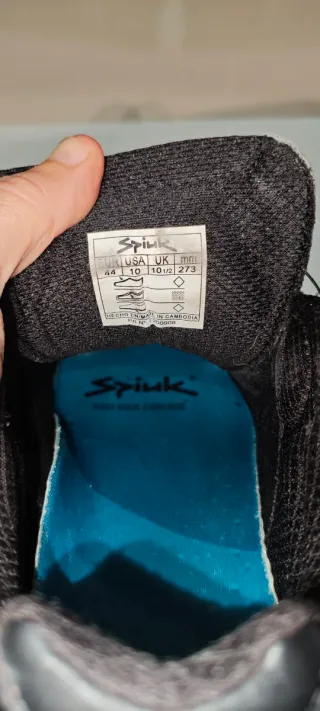 Spiuk
EUR USA UK mm
44 10 10 1/2 273
HECHO EN/MADE IN CAMBODIA
Spiuk